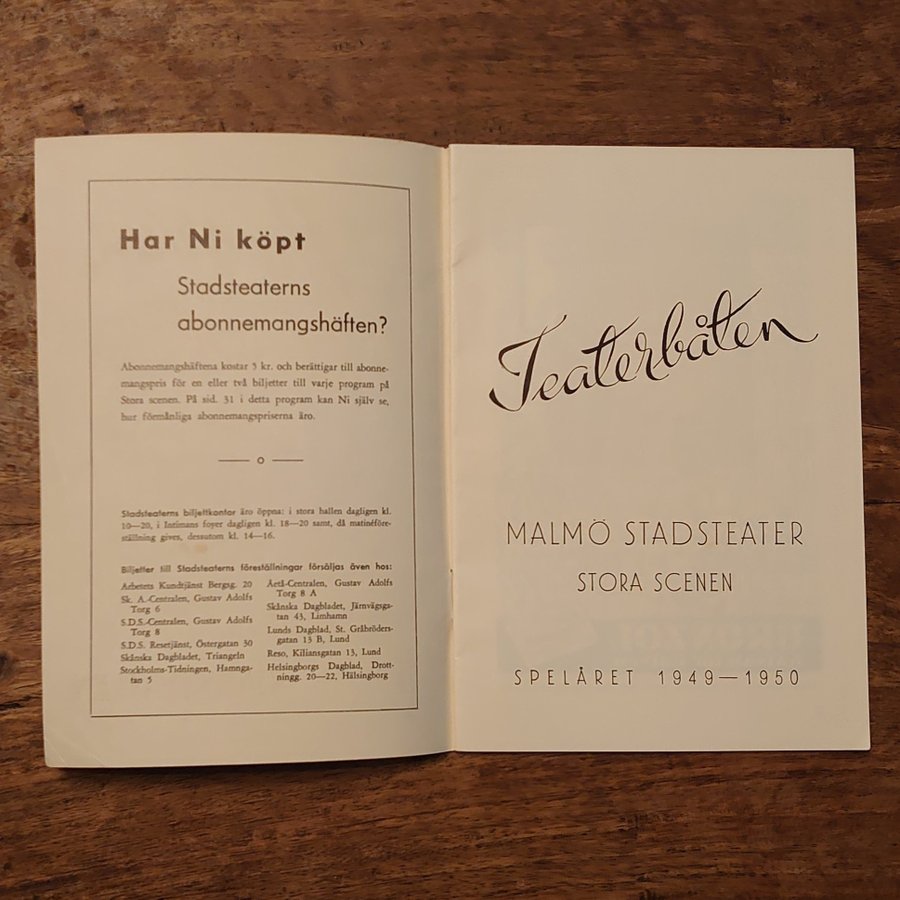 Har Ni köpt
Stadsteaterns
abonnemangshäften?
Abonnemangshäftena kostar 5 kr. och berättigar till abonne-
mangspris för en eller två biljetter till varje program på
Stora scenen. På sid. 31 i detta program kan Ni själv se,
hur förmånliga abonnemangspriserna äro.
Stadsteaterns biljettkontor äro öppna: i stora hallen dagligen kl.
10—20, i Intimans foyer dagligen kl. 18—20 samt, då matinéföre-
ställning gives, dessutom kl. 14—16.
Biljetter till Stadsteaterns föreställningar försäljas även hos:
Arbetets Kundtjänst Bergsg. 20
Sk. A.-Centralen, Gustav Adolfs
Torg 6
S.D.S.-Centralen, Gustav Adolfs
Torg 8
S.D.S. Resetjänst, Östergatan 30
Skånska Dagbladet, Triangeln
Stockholms-Tidningen, Hamnga-
tan 5
Åetå-Centralen, Gustav Adolfs
Torg 8 A
Skånska Dagbladet, Järnvägsga-
tan 43, Limhamn
Lunds Dagblad, St. Gråbröders-
gatan 13 B, Lund
Reso, Kiliansgatan 13, Lund
Helsingborgs Dagblad, Drott-
ningg. 20—22, Hälsingborg
Teaterbåten
MALMÖ STADSTEATER
STORA SCENEN
SPELÅRET 1949—1950